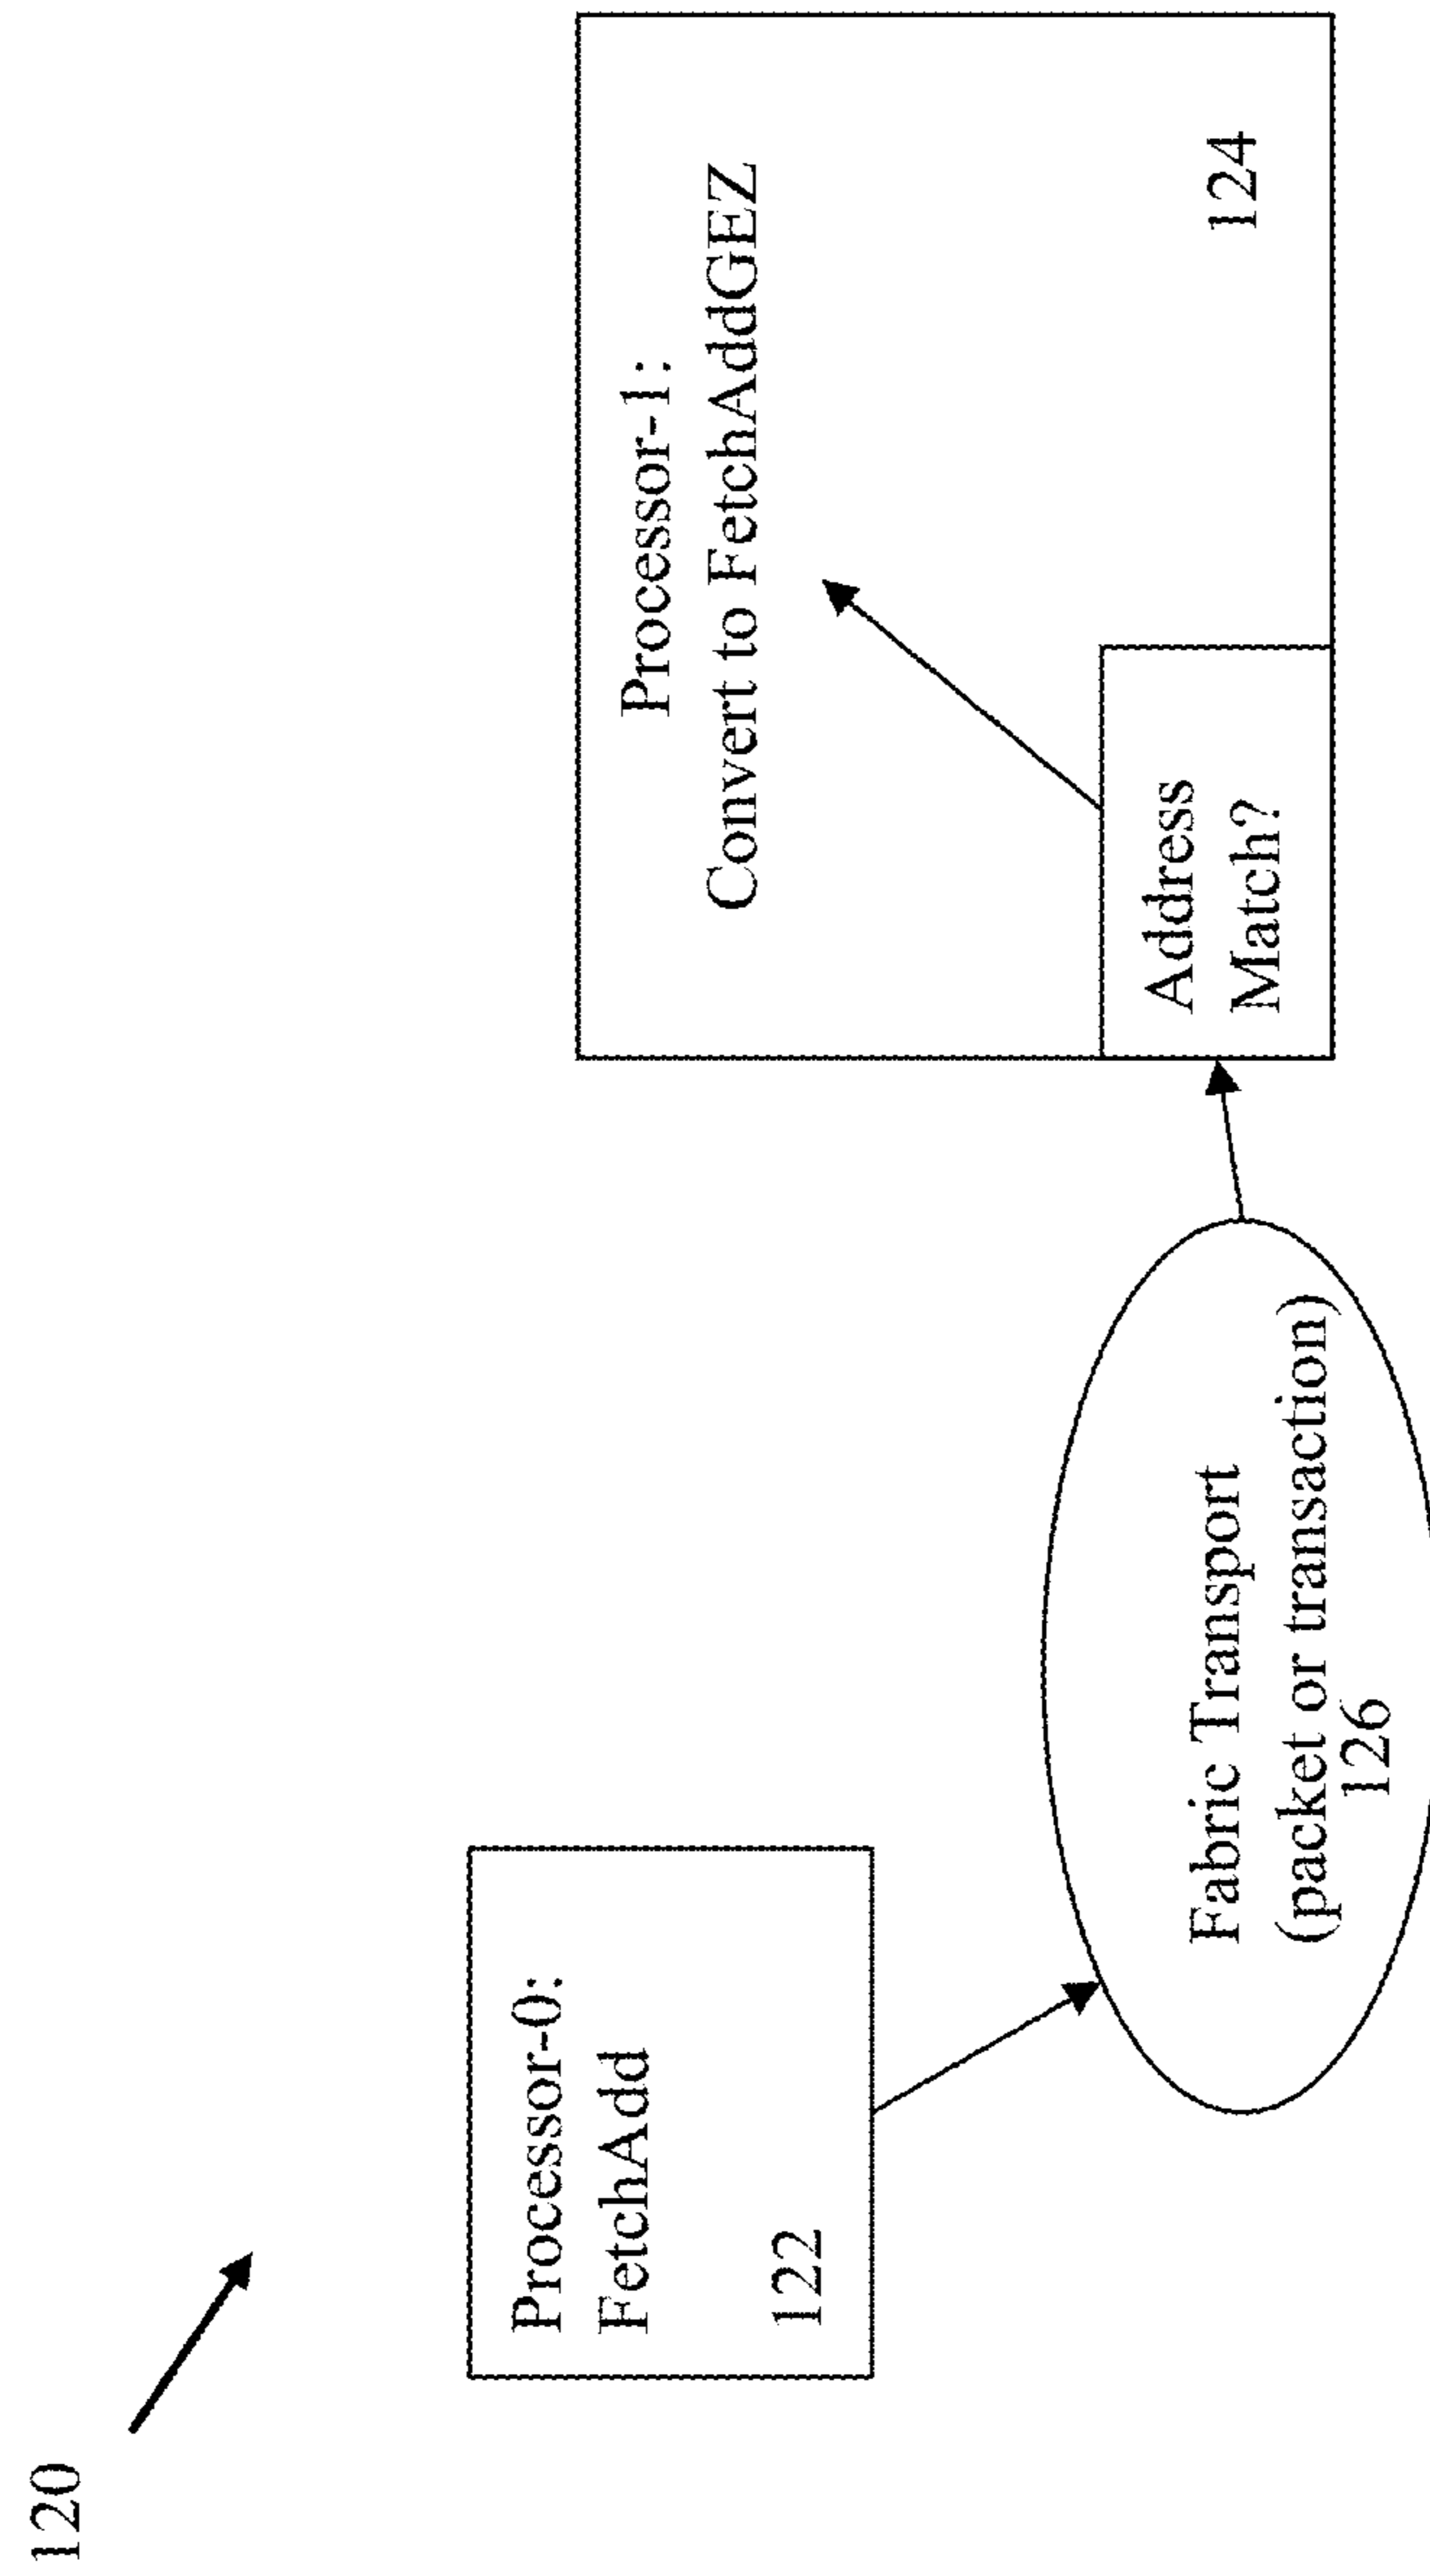 120
Processor-0:
FetchAdd
122
Fabric Transport
(packet or transaction)
126
Address
Match?
Processor-1:
Convert to FetchAddGEZ
124